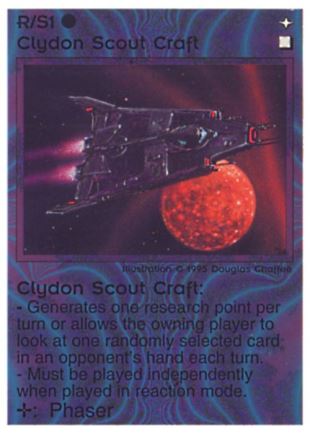 R/S1
Clydon Scout Craft
Illustration © 1995 Douglas Chaffee
Clydon Scout Craft:
- Generates one research point per
turn or allows the owning player to
look at one randomly selected card
in an opponent's hand each turn.
- Must be played independently
when played in reaction mode.
: Phaser